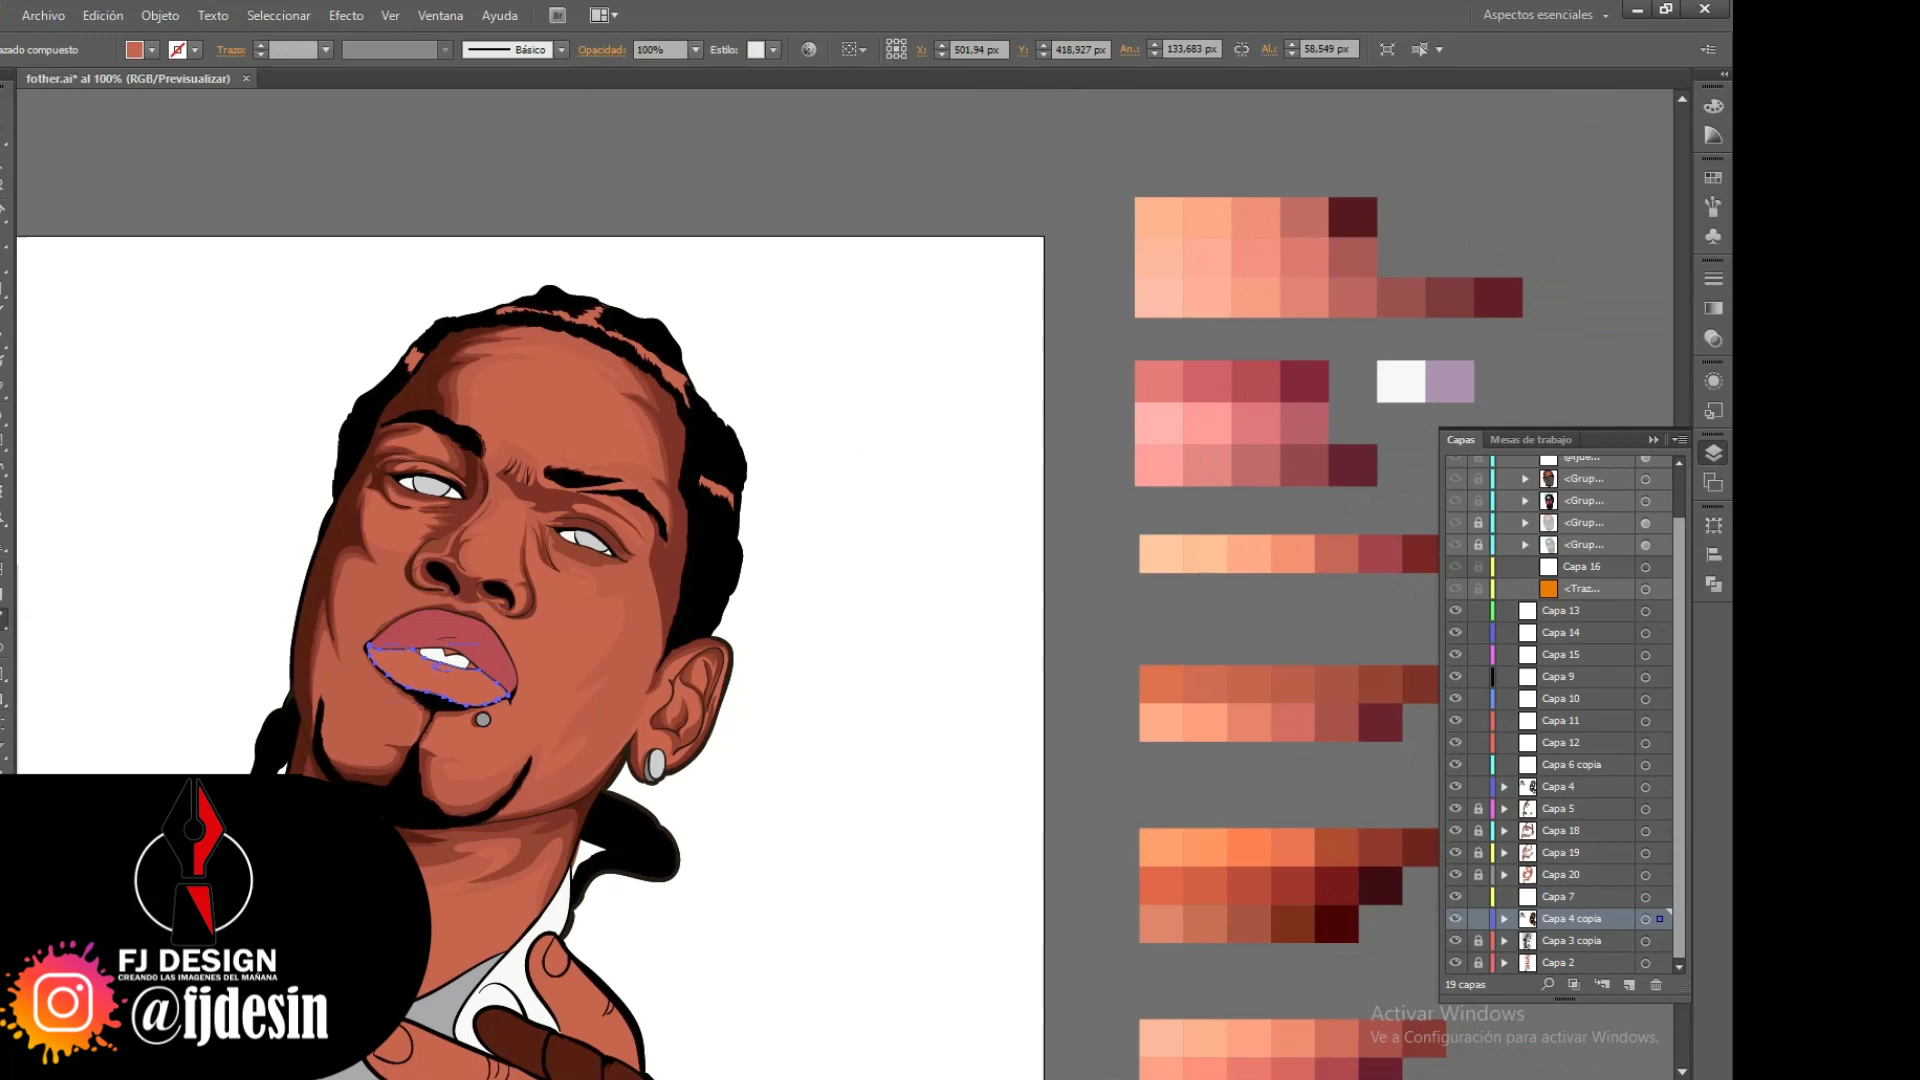 Archivo Edición Objeto Texto Seleccionar Efecto Ver Ventana Ayuda Br Aspectos esenciales
azado compuesto Trazo: Básico Opacidad: 100% Estilo: X: 501,94 px Y: 418,927 px An.: 133,683 px Al.: 58,549 px
fother.ai* al 100% (RGB/Previsualizar)
Capas Mesas de trabajo
@fjde...
<Grup...
<Grup...
<Grup...
<Grup...
Capa 16
<Traz...
Capa 13
Capa 14
Capa 15
Capa 9
Capa 10
Capa 11
Capa 12
Capa 6 copia
Capa 4
Capa 5
Capa 18
Capa 19
Capa 20
Capa 7
Capa 4 copia
Capa 3 copia
Capa 2
19 capas
Activar Windows
Ve a Configuración para activar Windows.
FJ DESIGN
CREANDO LAS IMAGENES DEL MAÑANA
@fjdesin